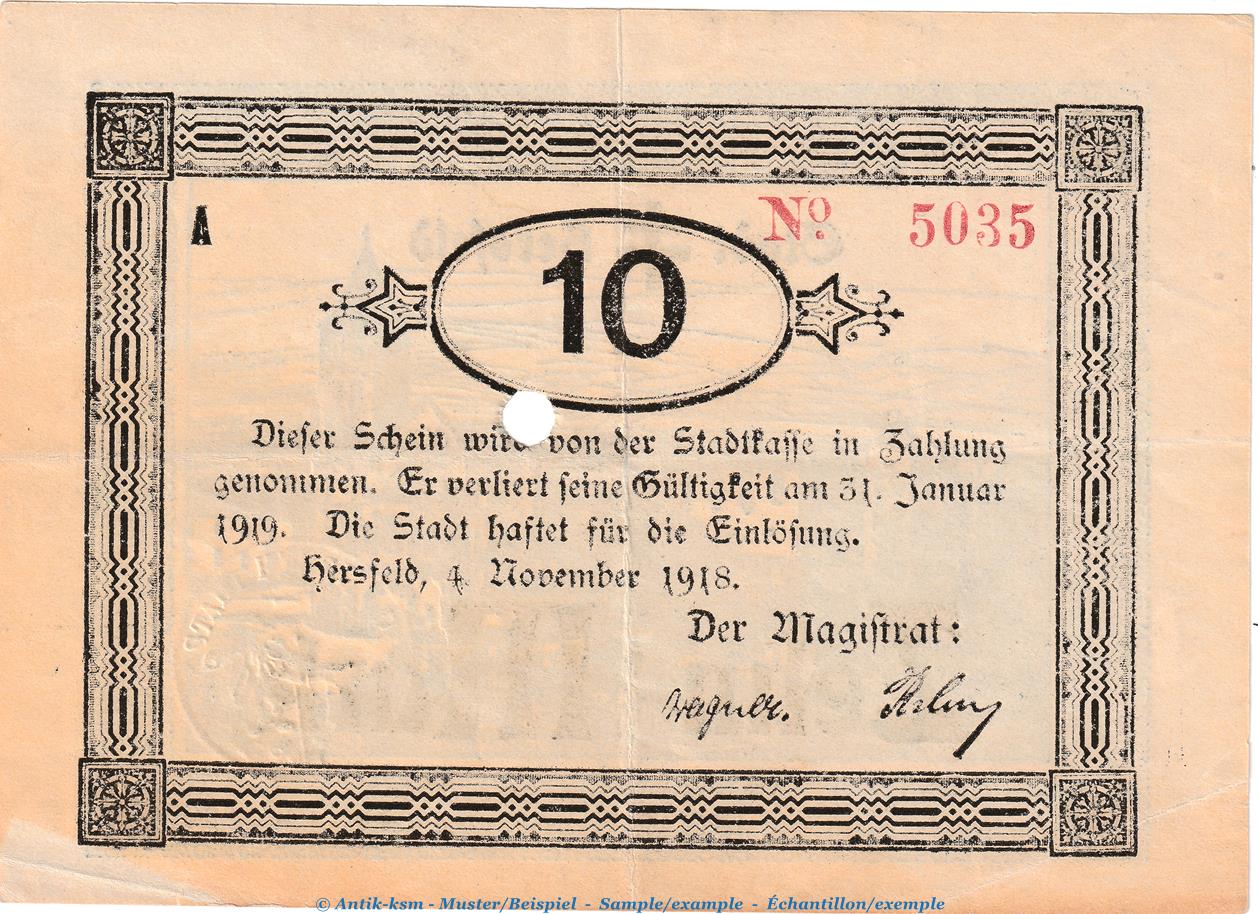 A
No. 5035
10
Dieser Schein wird von der Stadtkasse in Zahlung
genommen. Er verliert seine Gültigkeit am 31. Januar
1919. Die Stadt haftet für die Einlösung.
Hersfeld, 4. November 1918.
Der Magistrat:
Wagner.
© Antik-ksm - Muster/Beispiel - Sample/example - Échantillon/exemple